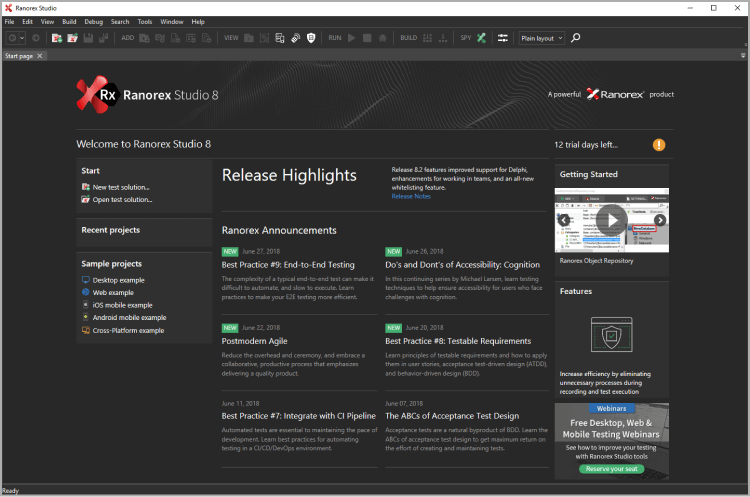 Ranorex Studio
File Edit View Build Debug Search Tools Window Help
ADD VIEW RUN BUILD SPY Plain layout
Start page
Rx Ranorex Studio 8
A powerful Ranorex® product
Welcome to Ranorex Studio 8
12 trial days left...
Start
New test solution...
Open test solution...
Recent projects
Sample projects
Desktop example
Web example
iOS mobile example
Android mobile example
Cross-Platform example
Release Highlights
Release 8.2 features improved support for Delphi,
enhancements for working in teams, and an all-new
whitelisting feature.
Release Notes
Ranorex Announcements
NEW June 27, 2018
Best Practice #9: End-to-End Testing
The complexity of a typical end-to-end test can make it
difficult to automate, and slow to execute. Learn
practices to make your E2E testing more efficient.
NEW June 26, 2018
Do's and Dont's of Accessibility: Cognition
In this continuing series by Michael Larsen, learn testing
techniques to help ensure accessibility for users who face
challenges with cognition.
NEW June 22, 2018
Postmodern Agile
Reduce the overhead and ceremony, and embrace a
collaborative, productive process that emphasizes
delivering a quality product.
NEW June 20, 2018
Best Practice #8: Testable Requirements
Learn principles of testable requirements and how to apply
them in user stories, acceptance test-driven design (ATDD),
and behavior-driven design (BDD).
June 11, 2018
Best Practice #7: Integrate with CI Pipeline
Automated tests are essential to maintaining the pace of
development. Learn best practices for automating
testing in a CI/CD/DevOps environment.
June 07, 2018
The ABCs of Acceptance Test Design
Acceptance tests are a natural byproduct of BDD. Learn the
ABCs of acceptance test design to get maximum return on
the effort of creating and maintaining tests.
Getting Started
Ranorex Object Repository
Features
Increase efficiency by eliminating
unnecessary processes during
recording and test execution
Webinars
Free Desktop, Web &
Mobile Testing Webinars
See how to improve your testing
with Ranorex Studio tools
Reserve your seat
Ready